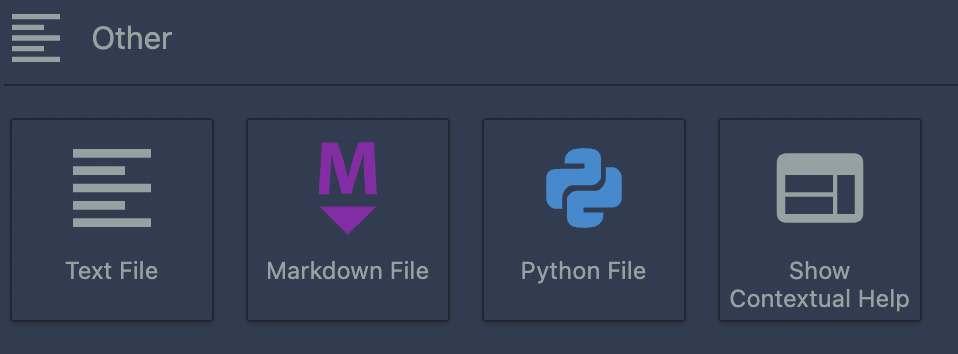 Other
Text File
Markdown File
Python File
Show
Contextual Help